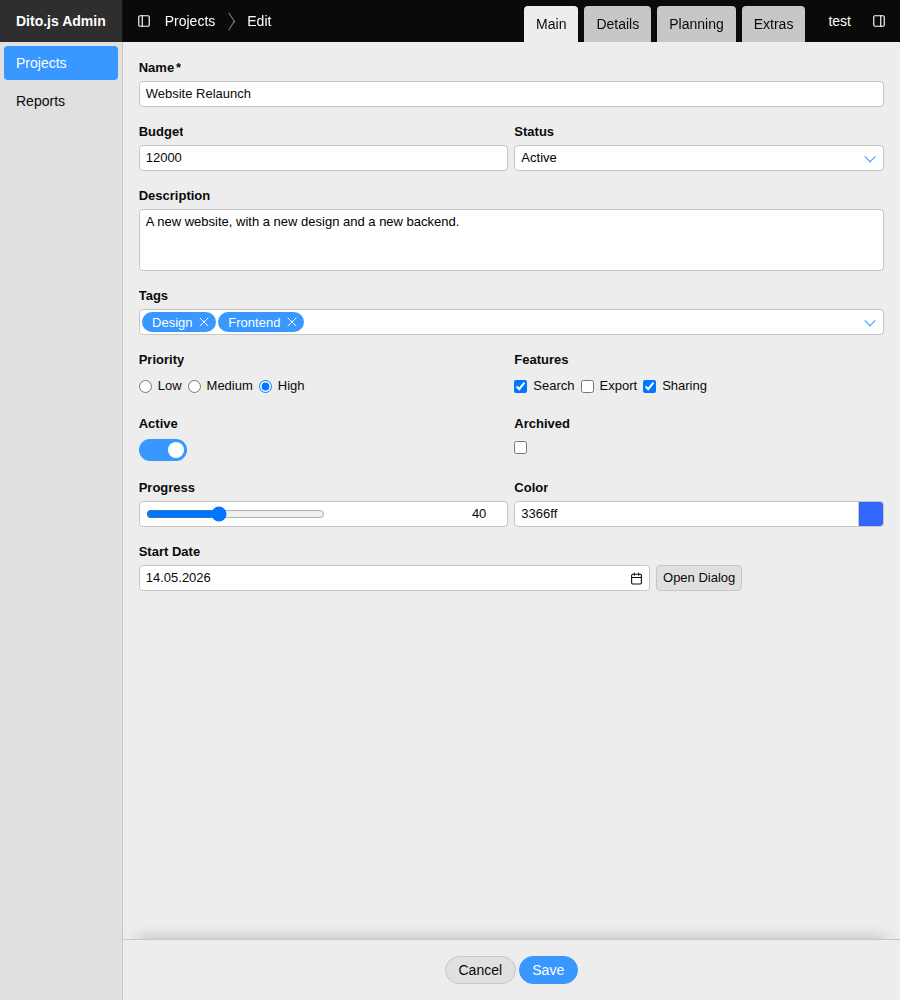 Dito.js Admin
Projects Edit
Main Details Planning Extras
test
Projects
Reports
Name*
Website Relaunch
Budget Status
12000 Active
Description
A new website, with a new design and a new backend.
Tags
Design Frontend
Priority Features
Low Medium High Search Export Sharing
Active Archived
Progress Color
40 3366ff
Start Date
14.05.2026 Open Dialog
Cancel Save